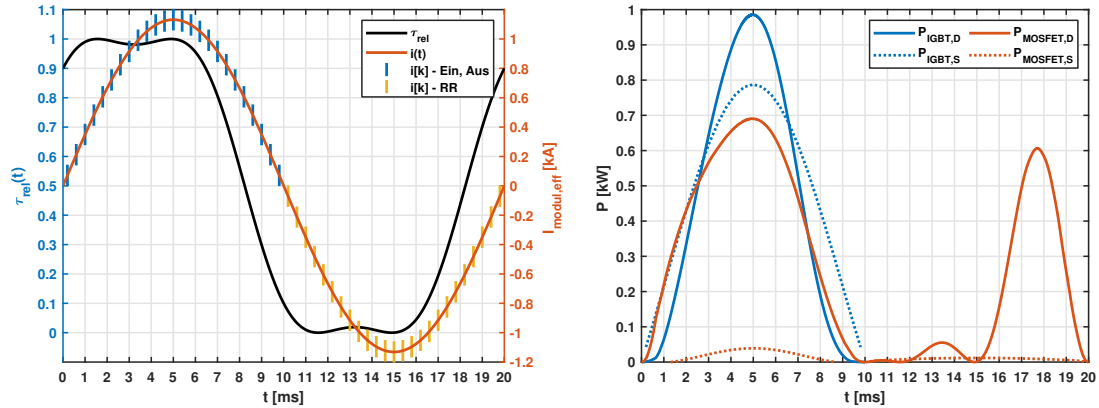 τrel
i(t)
i[k] - Ein, Aus
i[k] - RR
1.1
1
0.9
0.8
0.7
0.6
0.5
0.4
0.3
0.2
0.1
0
τrel(t)
1
0.8
0.6
0.4
0.2
0
-0.2
-0.4
-0.6
-0.8
-1
-1.2
Imodul,eff [kA]
0 1 2 3 4 5 6 7 8 9 10 11 12 13 14 15 16 17 18 19 20
t [ms]
PIGBT,D PMOSFET,D
PIGBT,S PMOSFET,S
1
0.9
0.8
0.7
0.6
0.5
0.4
0.3
0.2
0.1
0
P [kW]
0 1 2 3 4 5 6 7 8 9 10 11 12 13 14 15 16 17 18 19 20
t [ms]